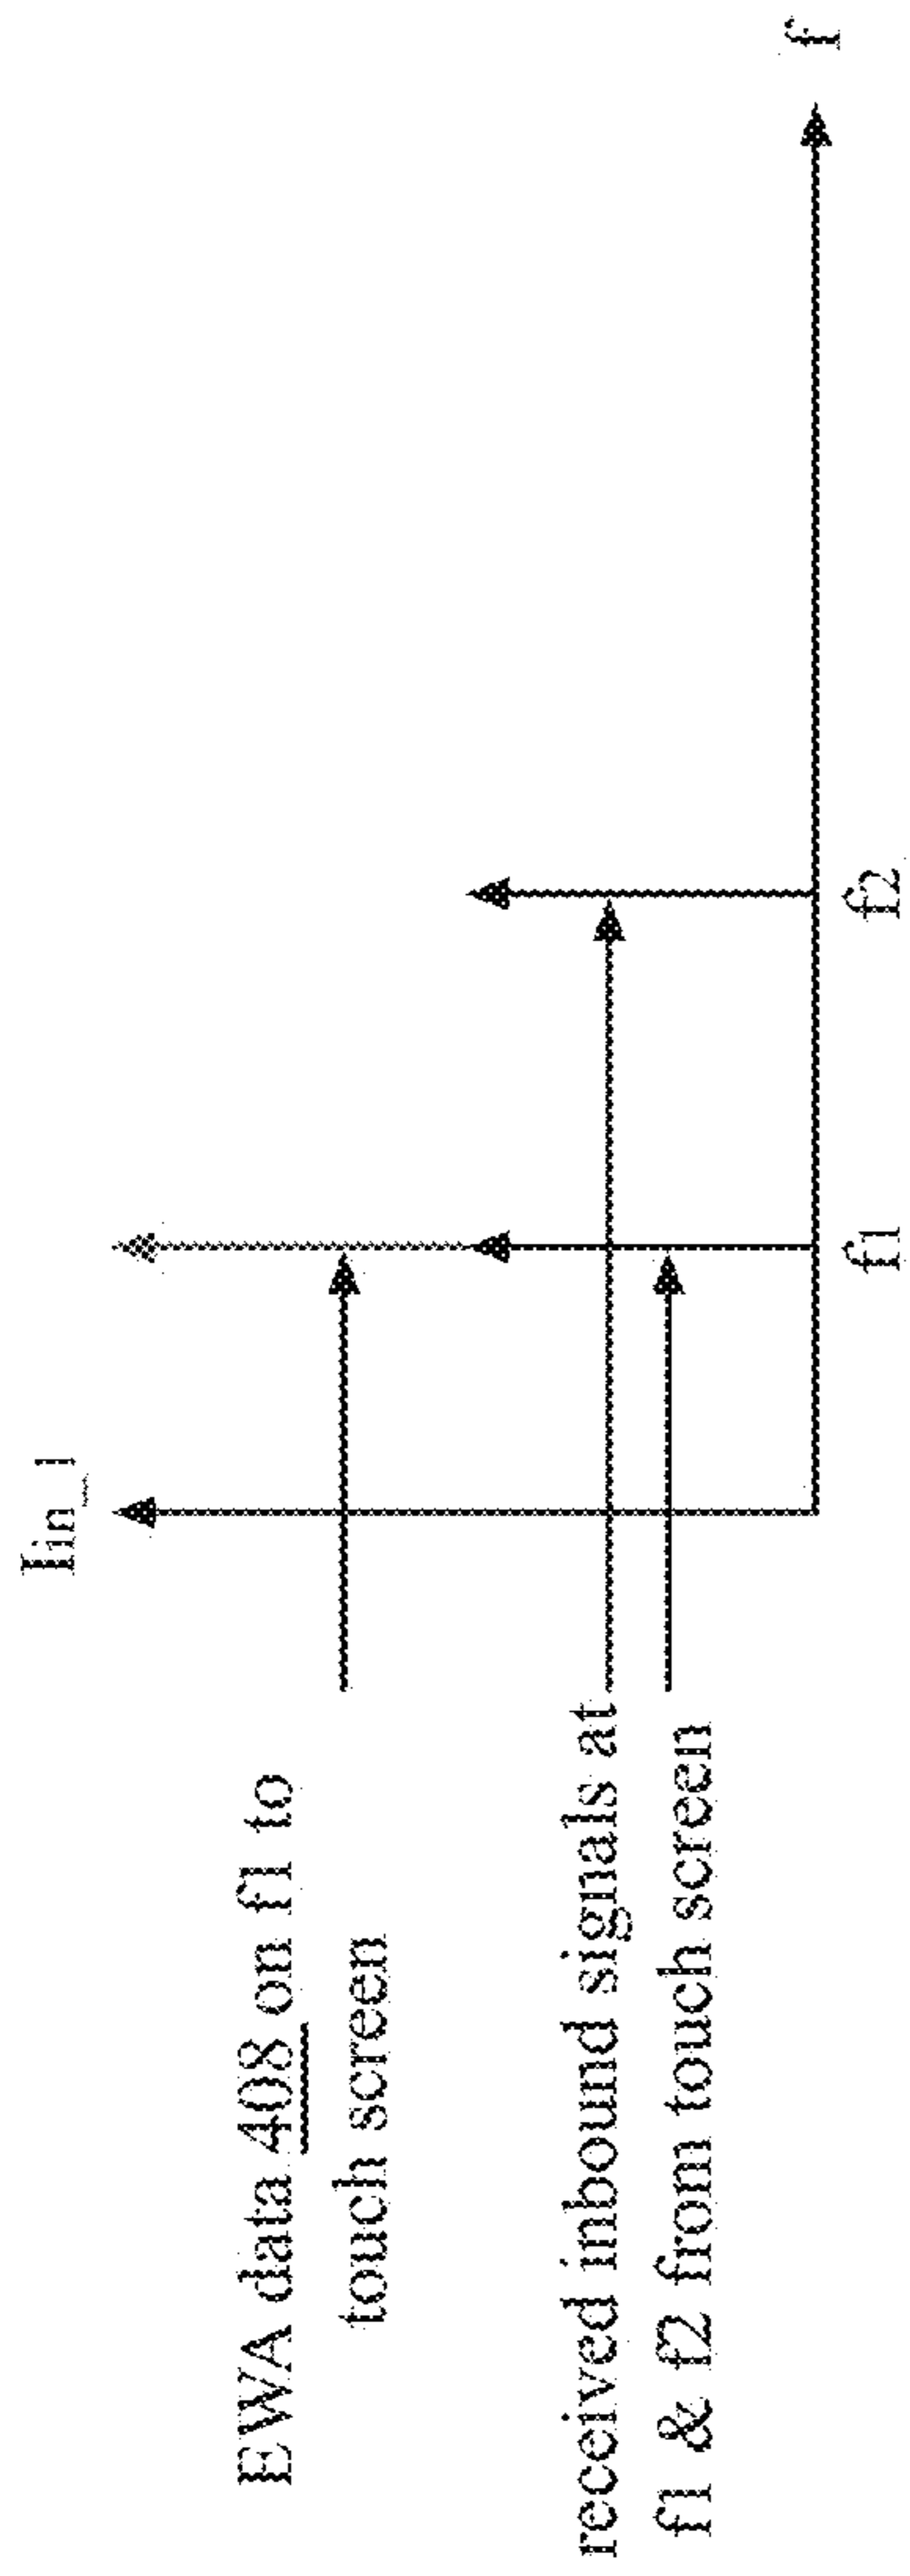 Iin_1
EWA data 408 on f1 to
touch screen
received inbound signals at
f1 & f2 from touch screen
f1
f2
f